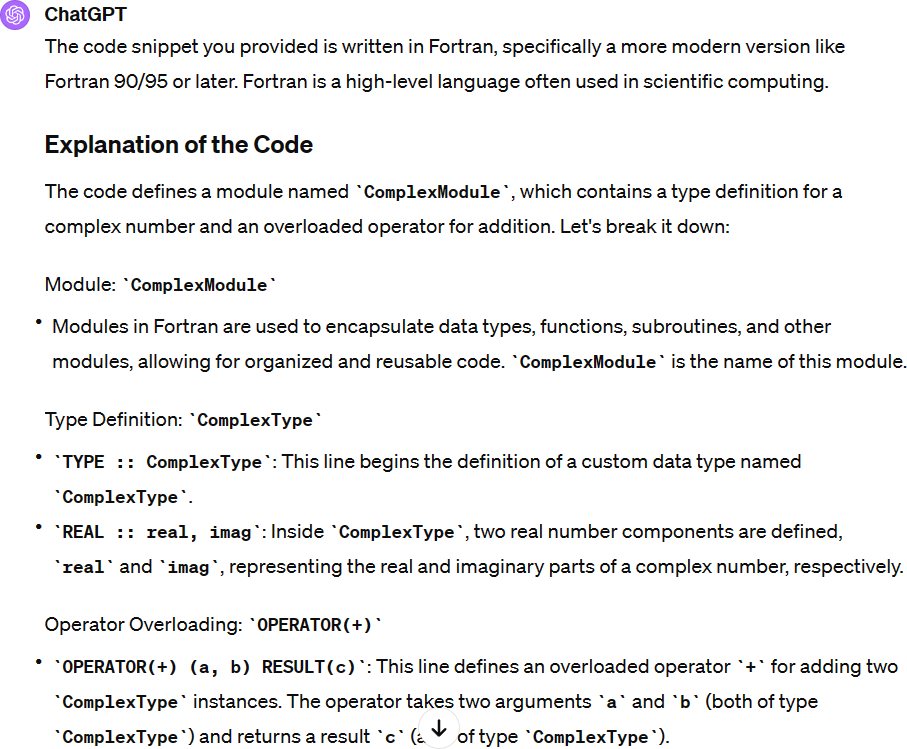 ChatGPT
The code snippet you provided is written in Fortran, specifically a more modern version like
Fortran 90/95 or later. Fortran is a high-level language often used in scientific computing.
Explanation of the Code
The code defines a module named `ComplexModule`, which contains a type definition for a
complex number and an overloaded operator for addition. Let's break it down:
Module: `ComplexModule`
• Modules in Fortran are used to encapsulate data types, functions, subroutines, and other
modules, allowing for organized and reusable code. `ComplexModule` is the name of this module.
Type Definition: `ComplexType`
• `TYPE :: ComplexType`: This line begins the definition of a custom data type named
`ComplexType`.
• `REAL :: real, imag`: Inside `ComplexType`, two real number components are defined,
`real` and `imag`, representing the real and imaginary parts of a complex number, respectively.
Operator Overloading: `OPERATOR(+)`
• `OPERATOR(+) (a, b) RESULT(c)`: This line defines an overloaded operator `+` for adding two
`ComplexType` instances. The operator takes two arguments `a` and `b` (both of type
`ComplexType`) and returns a result `c` of type `ComplexType`).